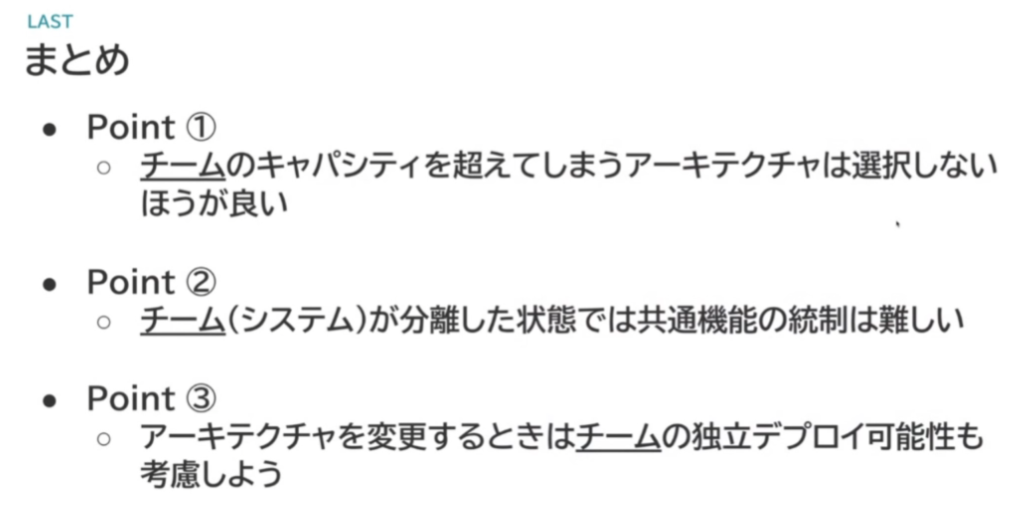 LAST
まとめ
● Point ①
○ チームのキャパシティを超えてしまうアーキテクチャは選択しない
ほうが良い
● Point ②
○ チーム(システム)が分離した状態では共通機能の統制は難しい
● Point ③
○ アーキテクチャを変更するときはチームの独立デプロイ可能性も
考慮しよう